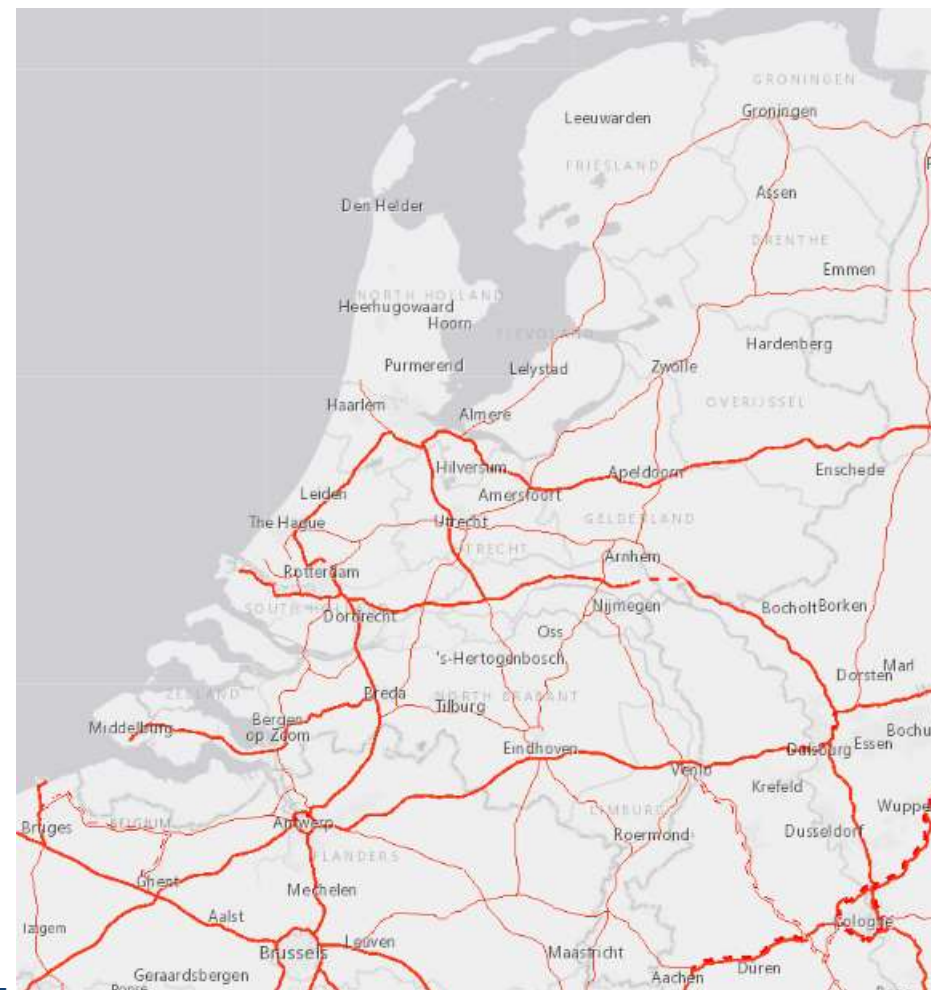 GRONINGEN
Groningen
Leeuwarden
FRIESLAND
Assen
Den Helder
DRENTHE
Emmen
NORTH HOLLAND
Heerhugowaard
Hoorn
FLEVOLAND
Hardenberg
Purmerend
Lelystad
Zwolle
Haarlem
Almere
OVERIJSSEL
Hilversum
Apeldoorn
Enschede
Leiden
Amersfoort
The Hague
Utrecht
GELDERLAND
UTRECHT
Arnhem
Rotterdam
SOUTH HOLLAND
Nijmegen
Bocholt
Borken
Dordrecht
Oss
's-Hertogenbosch
Marl
Dorsten
ZEELAND
Breda
NORTH BRABANT
Tilburg
Middelburg
Bergen
op Zoom
Eindhoven
Duisburg
Essen
Bochu
Venlo
Krefeld
Wuppe
LIMBURG
Bruges
BELGIUM
Antwerp
Roermond
Dusseldorf
FLANDERS
Ghent
Mechelen
Aalst
Cologne
Izegem
Leuven
Brussels
Maastricht
Geraardsbergen
Aachen
Duren